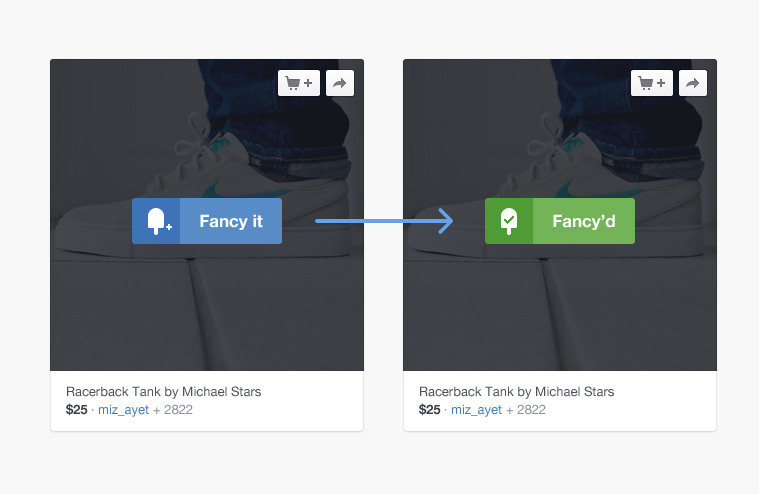 Fancy it
Racerback Tank by Michael Stars
$25 · miz_ayet + 2822
Fancy’d
Racerback Tank by Michael Stars
$25 · miz_ayet + 2822